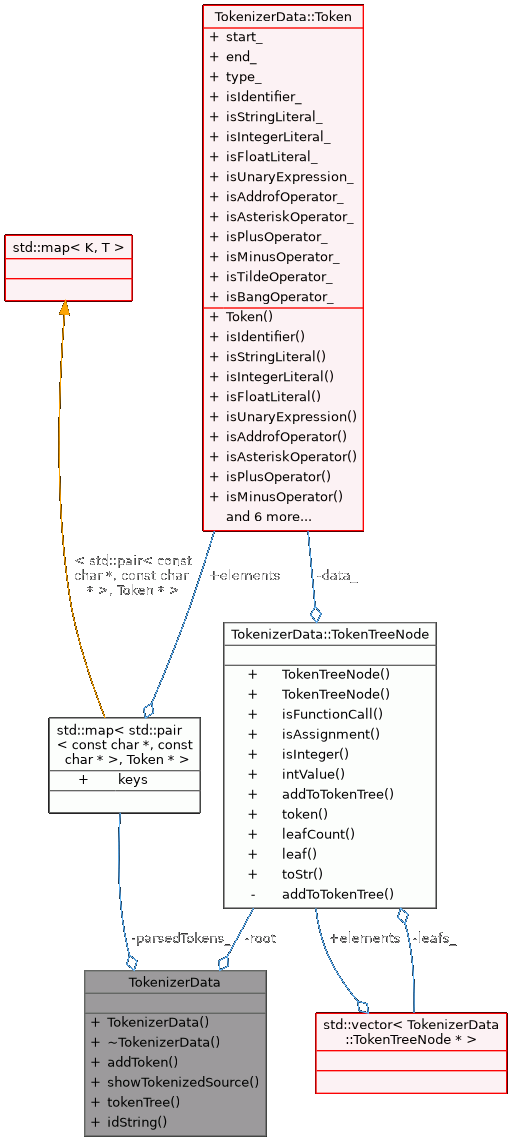 TokenizerData::Token
+ start_
+ end_
+ type_
+ isIdentifier_
+ isStringLiteral_
+ isIntegerLiteral_
+ isFloatLiteral_
+ isUnaryExpression_
+ isAddrofOperator_
+ isAsteriskOperator_
+ isPlusOperator_
+ isMinusOperator_
+ isTildeOperator_
+ isBangOperator_
+ Token()
+ isIdentifier()
+ isStringLiteral()
+ isIntegerLiteral()
+ isFloatLiteral()
+ isUnaryExpression()
+ isAddrofOperator()
+ isAsteriskOperator()
+ isPlusOperator()
+ isMinusOperator()
and 6 more...
std::map< K, T >
< std::pair< const
char *, const char
* >, Token * >
+elements
-data_
TokenizerData::TokenTreeNode
+ TokenTreeNode()
+ TokenTreeNode()
+ isFunctionCall()
+ isAssignment()
+ isInteger()
+ intValue()
+ addToTokenTree()
+ token()
+ leafCount()
+ leaf()
+ toStr()
- addToTokenTree()
std::map< std::pair
< const char *, const
char * >, Token * >
+ keys
-parsedTokens_
-root
+elements
-leafs_
TokenizerData
+ TokenizerData()
+ ~TokenizerData()
+ addToken()
+ showTokenizedSource()
+ tokenTree()
+ idString()
std::vector< TokenizerData
::TokenTreeNode * >